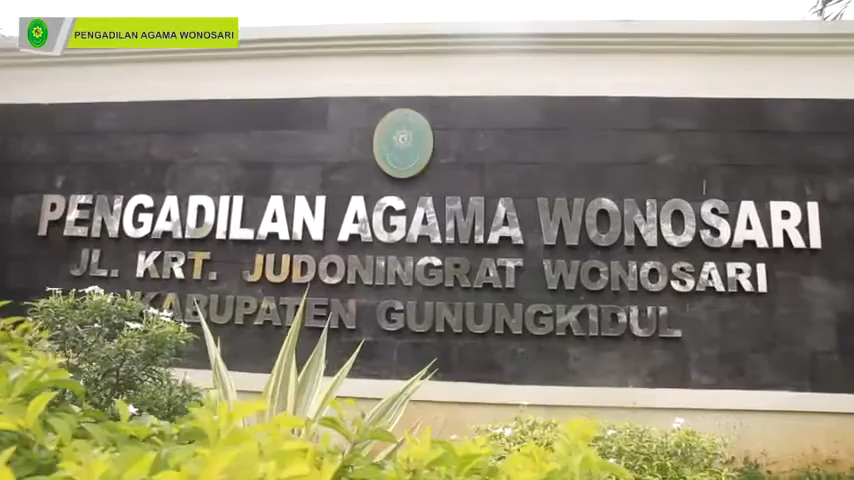 PENGADILAN AGAMA WONOSARI
PENGADILAN AGAMA WONOSARI
JL. KRT. JUDONINGRAT WONOSARI
KABUPATEN GUNUNGKIDUL